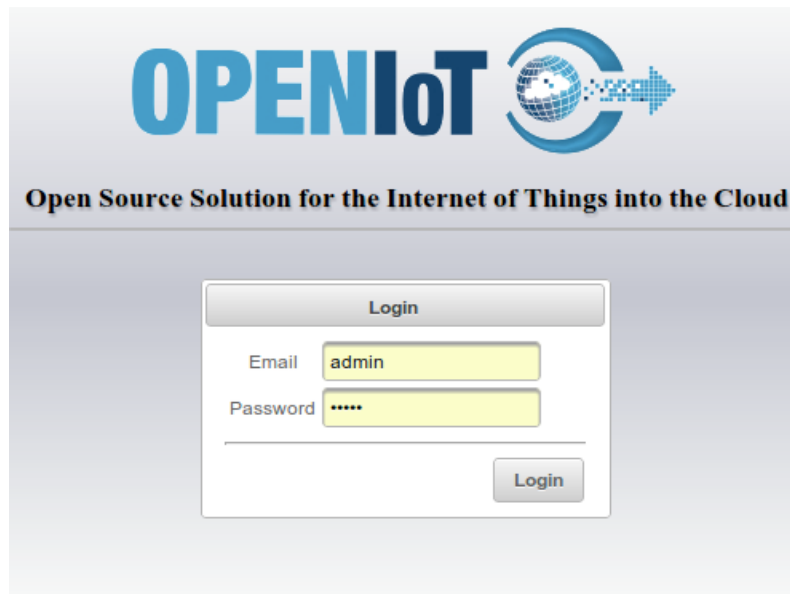 OPENIoT
Open Source Solution for the Internet of Things into the Cloud
Login
Email admin
Password •••••
Login